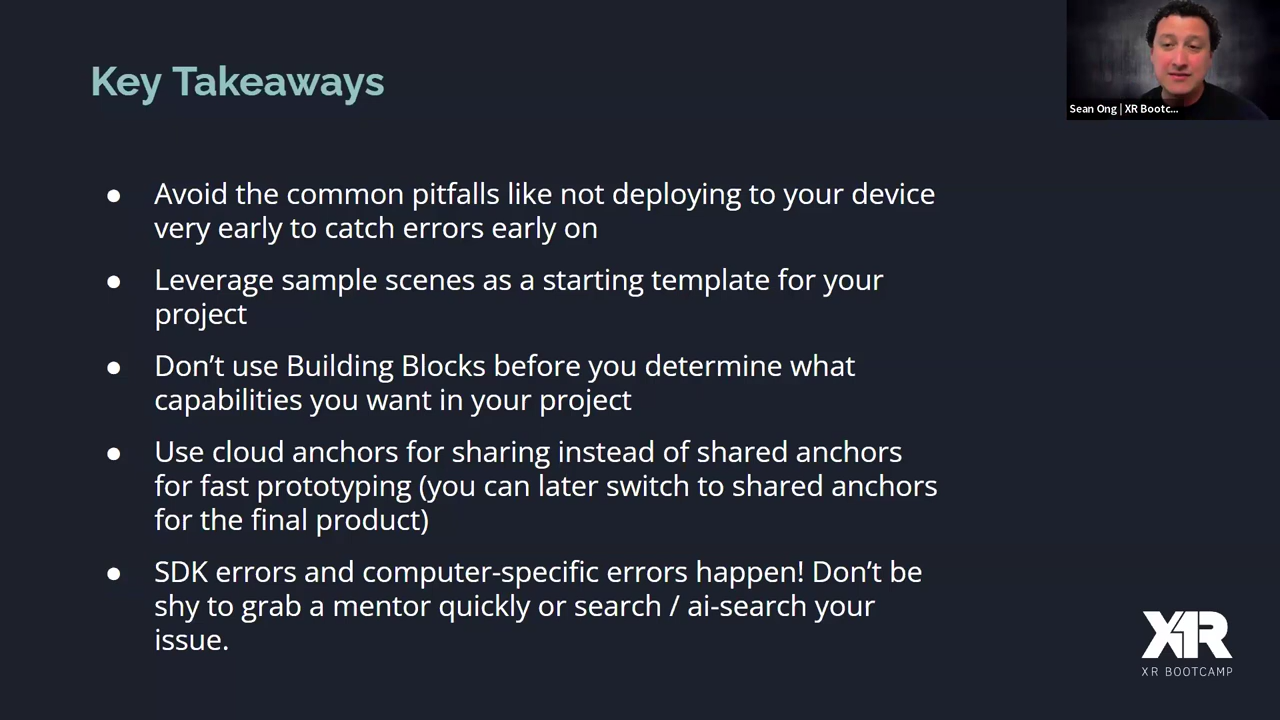 Key Takeaways
Sean Ong | XR Bootc...
● Avoid the common pitfalls like not deploying to your device
very early to catch errors early on
● Leverage sample scenes as a starting template for your
project
● Don’t use Building Blocks before you determine what
capabilities you want in your project
● Use cloud anchors for sharing instead of shared anchors
for fast prototyping (you can later switch to shared anchors
for the final product)
● SDK errors and computer-specific errors happen! Don’t be
shy to grab a mentor quickly or search / ai-search your
issue.
XR
XR BOOTCAMP